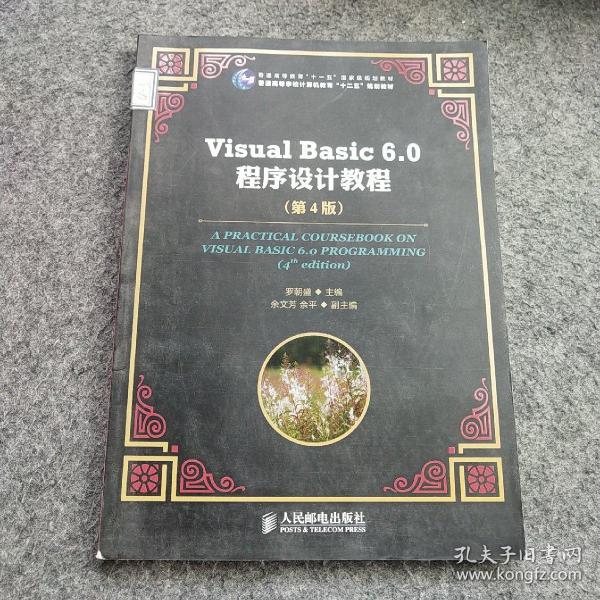 普通高等教育“十一五”国家级规划教材
普通高等学校计算机教育“十二五”规划教材
Visual Basic 6.0
程序设计教程
（第4版）
A PRACTICAL COURSEBOOK ON
VISUAL BASIC 6.0 PROGRAMMING
(4th edition)
罗朝盛◆主编
余文芳 余平◆副主编
人民邮电出版社
POSTS & TELECOM PRESS
孔夫子旧书网
www.kongfz.com